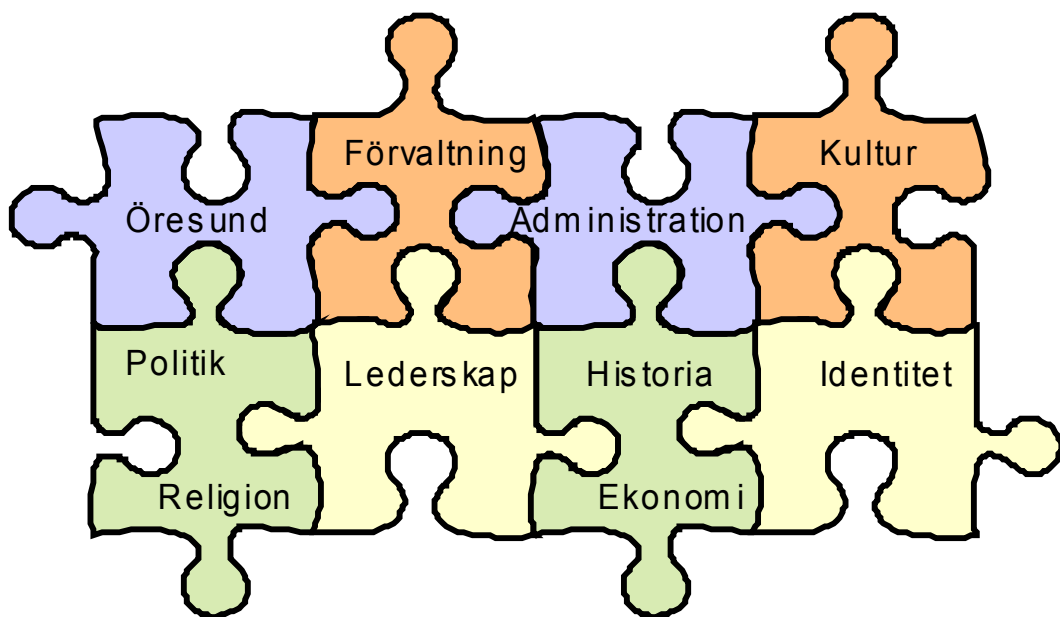 Förvaltning
Kultur
Öresund
Administration
Politik
Lederskap
Historia
Identitet
Religion
Ekonomi